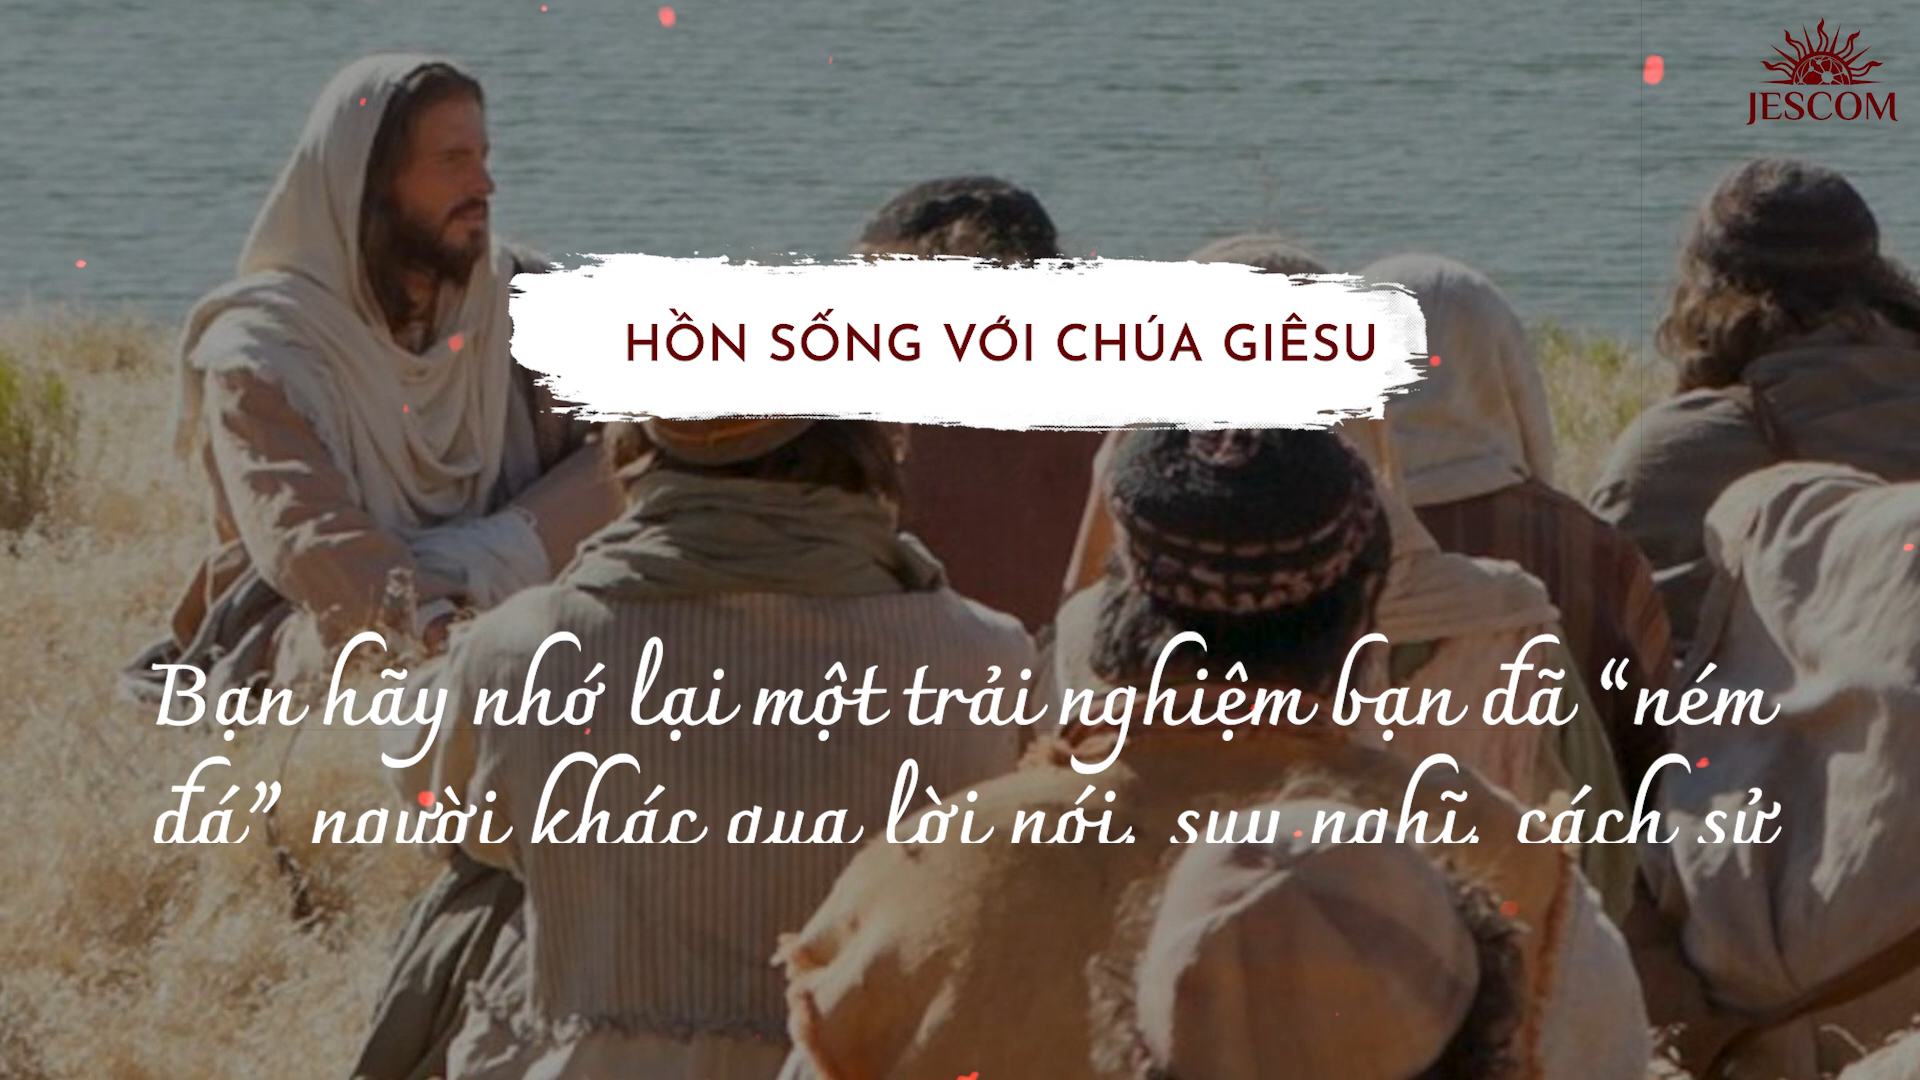 JESCOM
HỒN SỐNG VỚI CHÚA GIÊSU
Bạn hãy nhớ lại một trải nghiệm bạn đã “ném
đá” người khác qua lời nói, suy nghĩ, cách sử